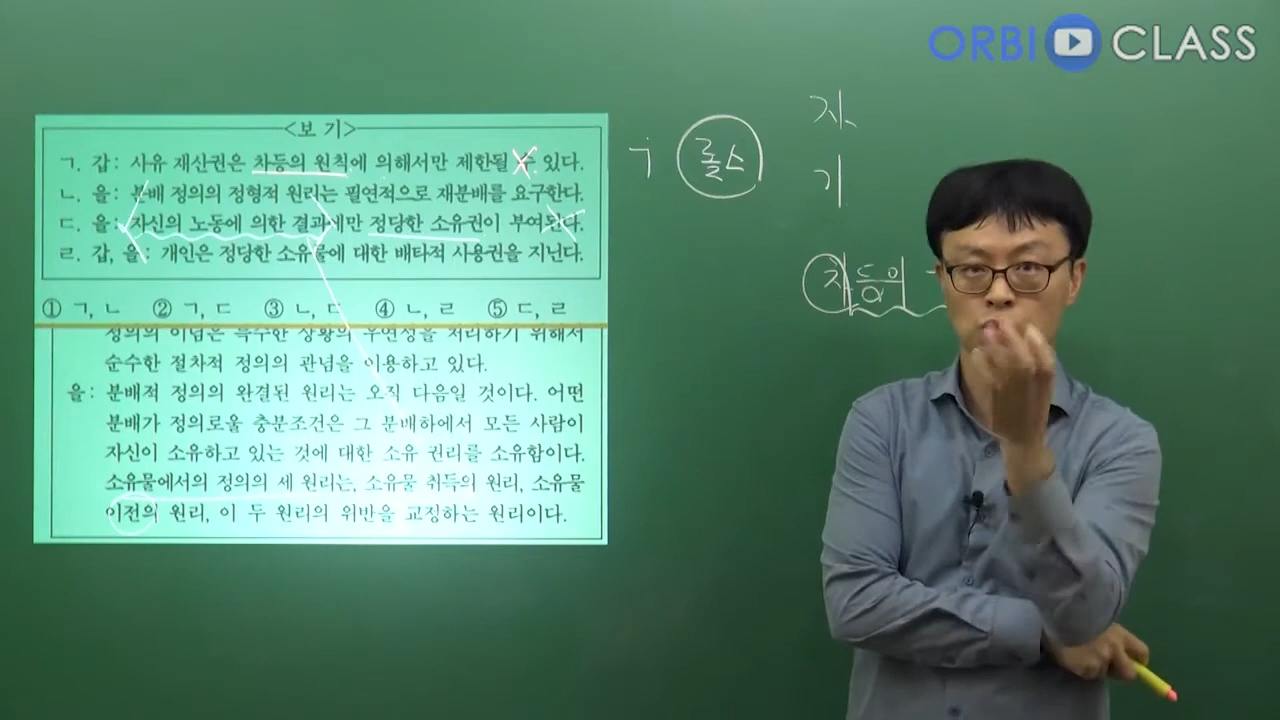 ORBI CLASS
<보 기>
ㄱ. 갑: 사유 재산권은 차등의 원칙에 의해서만 제한될 수 있다.
ㄴ. 을: 분배 정의의 정형적 원리는 필연적으로 재분배를 요구한다.
ㄷ. 을: 자신의 노동에 의한 결과에만 정당한 소유권이 부여된다.
ㄹ. 갑, 을: 개인은 정당한 소유물에 대한 배타적 사용권을 지닌다.
① ㄱ, ㄴ ② ㄱ, ㄷ ③ ㄴ, ㄷ ④ ㄴ, ㄹ ⑤ ㄷ, ㄹ
정의의 이념은 특수한 상황의 우연성을 처리하기 위해서
순수한 절차적 정의의 관념을 이용하고 있다.
을: 분배적 정의의 완결된 원리는 오직 다음일 것이다. 어떤
분배가 정의로울 충분조건은 그 분배하에서 모든 사람이
자신이 소유하고 있는 것에 대한 소유 권리를 소유함이다.
소유물에서의 정의의 세 원리는, 소유물 취득의 원리, 소유물
이전의 원리, 이 두 원리의 위반을 교정하는 원리이다.
롤스
자
기
차등의